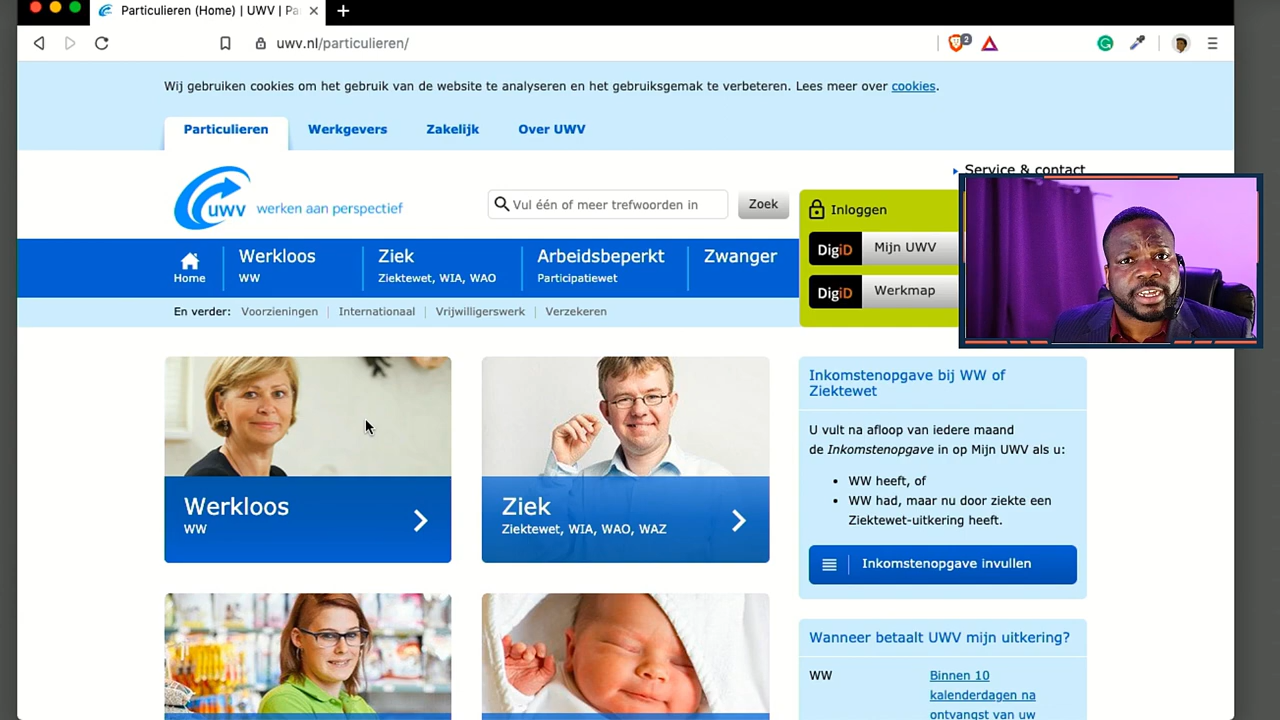 Particulieren (Home) | UWV | Pa
uwv.nl/particulieren/
2
Wij gebruiken cookies om het gebruik van de website te analyseren en het gebruiksgemak te verbeteren. Lees meer over cookies.
Particulieren
Werkgevers
Zakelijk
Over UWV
Service & contact
UWV
werken aan perspectief
Vul één of meer trefwoorden in
Zoek
Inloggen
DigiD
Mijn UWV
DigiD
Werkmap
Home
Werkloos
WW
Ziek
Ziektewet, WIA, WAO
Arbeidsbeperkt
Participatiewet
Zwanger
En verder:
Voorzieningen
Internationaal
Vrijwilligerswerk
Verzekeren
Werkloos
WW
Ziek
Ziektewet, WIA, WAO, WAZ
Inkomstenopgave bij WW of
Ziektewet
U vult na afloop van iedere maand
de Inkomstenopgave in op Mijn UWV als u:
• WW heeft, of
• WW had, maar nu door ziekte een
Ziektewet-uitkering heeft.
Inkomstenopgave invullen
Wanneer betaalt UWV mijn uitkering?
WW
Binnen 10
kalenderdagen na
ontvangst van uw